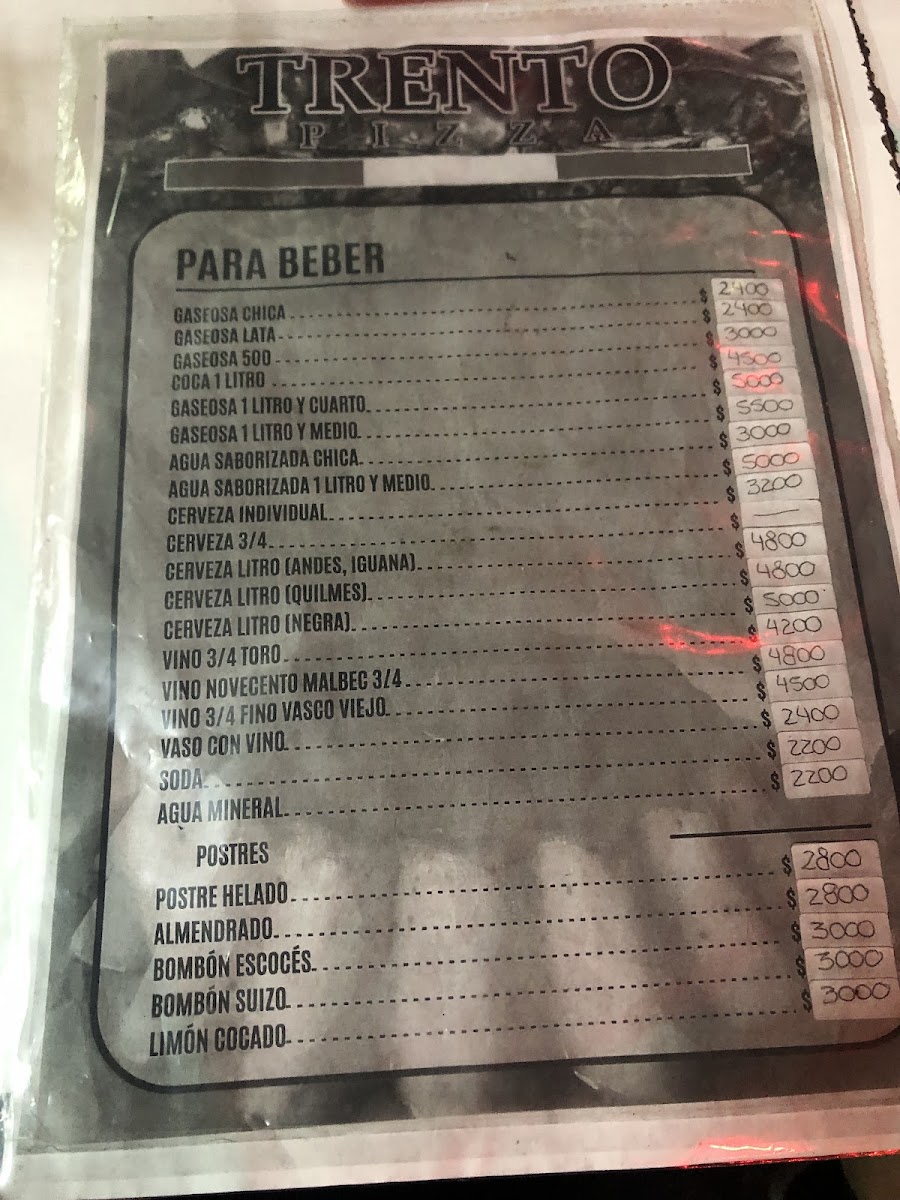 TRENTO
PIZZA
PARA BEBER
GASEOSA CHICA $ 2400
GASEOSA LATA $ 2400
GASEOSA 500 $ 3000
COCA 1 LITRO $ 4500
GASEOSA 1 LITRO Y CUARTO $ 5000
GASEOSA 1 LITRO Y MEDIO $ 5500
AGUA SABORIZADA CHICA $ 3000
AGUA SABORIZADA 1 LITRO Y MEDIO $ 5000
CERVEZA INDIVIDUAL $ 3200
CERVEZA 3/4 $ —
CERVEZA LITRO (ANDES, IGUANA) $ 4800
CERVEZA LITRO (QUILMES) $ 4800
CERVEZA LITRO (NEGRA) $ 5000
VINO 3/4 TORO $ 4200
VINO NOVECENTO MALBEC 3/4 $ 4800
VINO 3/4 FINO VASCO VIEJO $ 4500
VASO CON VINO $ 2400
SODA $ 2200
AGUA MINERAL $ 2200
POSTRES
POSTRE HELADO $ 2800
ALMENDRADO $ 2800
BOMBÓN ESCOCÉS $ 3000
BOMBÓN SUIZO $ 3000
LIMÓN COCADO $ 3000